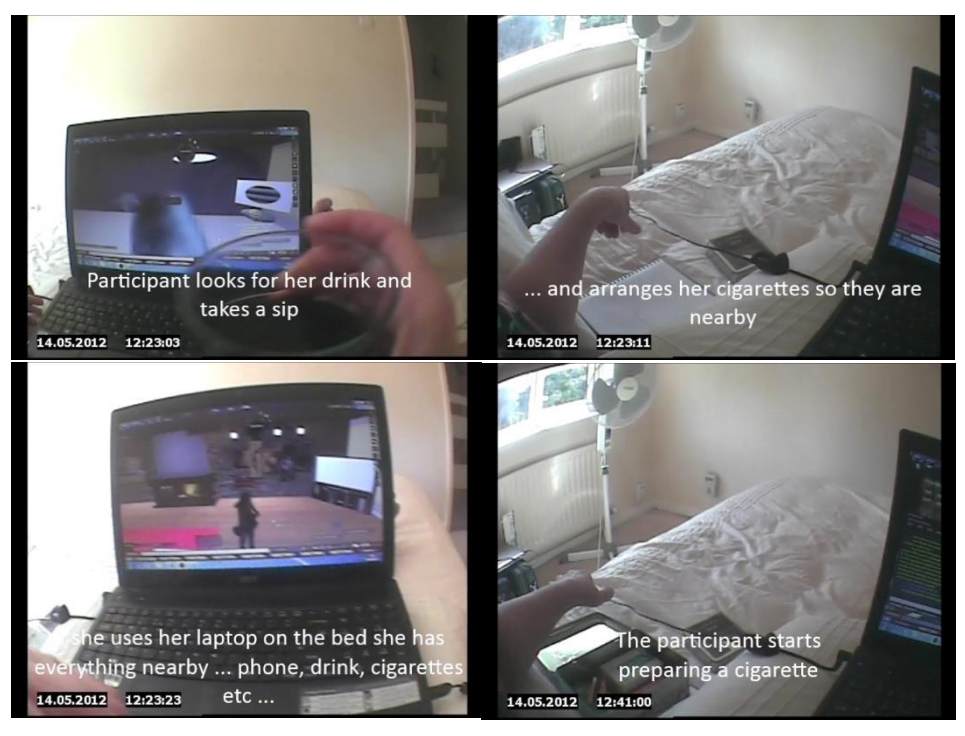 Participant looks for her drink and
takes a sip
14.05.2012 12:23:03
... and arranges her cigarettes so they are
nearby
14.05.2012 12:23:11
she uses her laptop on the bed she has
everything nearby ... phone, drink, cigarettes
etc ...
14.05.2012 12:23:23
The participant starts
preparing a cigarette
14.05.2012 12:41:00